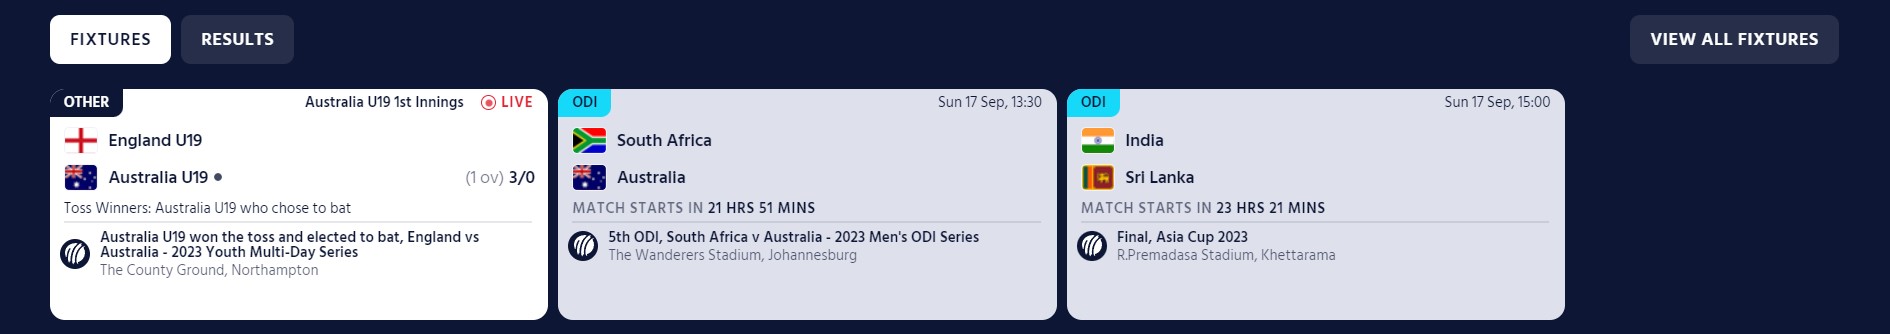 FIXTURES
RESULTS
VIEW ALL FIXTURES
OTHER
Australia U19 1st Innings
LIVE
England U19
Australia U19
(1 ov) 3/0
Toss Winners: Australia U19 who chose to bat
Australia U19 won the toss and elected to bat, England vs
Australia - 2023 Youth Multi-Day Series
The County Ground, Northampton
ODI
Sun 17 Sep, 13:30
South Africa
Australia
MATCH STARTS IN 21 HRS 51 MINS
5th ODI, South Africa v Australia - 2023 Men's ODI Series
The Wanderers Stadium, Johannesburg
ODI
Sun 17 Sep, 15:00
India
Sri Lanka
MATCH STARTS IN 23 HRS 21 MINS
Final, Asia Cup 2023
R.Premadasa Stadium, Khettarama